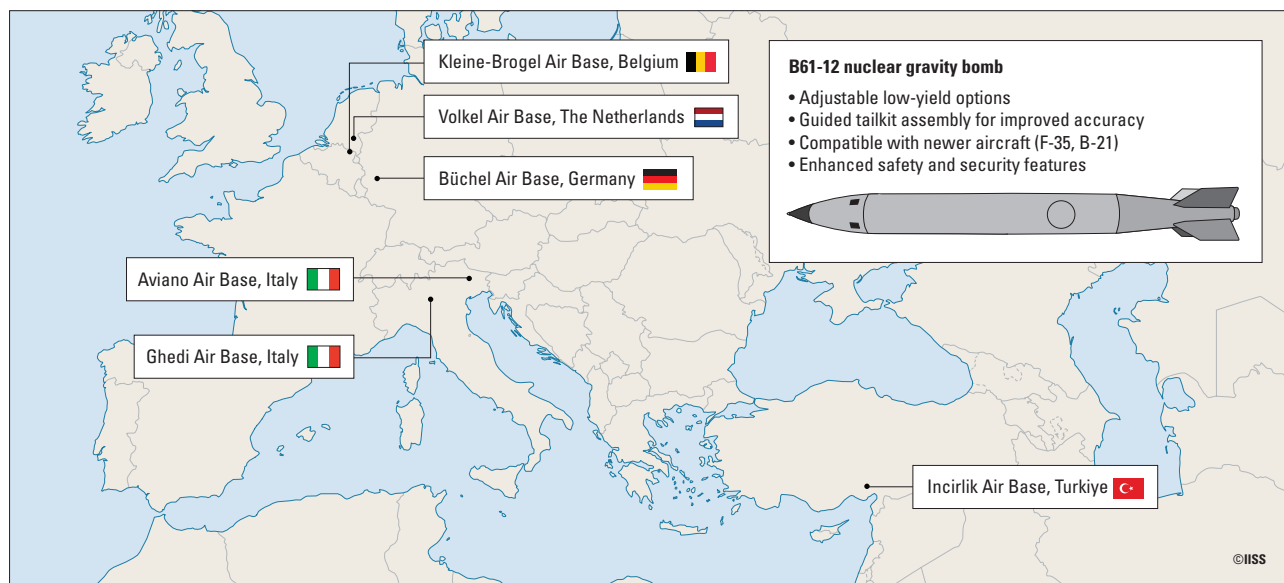 Kleine-Brogel Air Base, Belgium
Volkel Air Base, The Netherlands
Büchel Air Base, Germany
Aviano Air Base, Italy
Ghedi Air Base, Italy
B61-12 nuclear gravity bomb
• Adjustable low-yield options
• Guided tailkit assembly for improved accuracy
• Compatible with newer aircraft (F-35, B-21)
• Enhanced safety and security features
Incirlik Air Base, Turkiye
©IISS